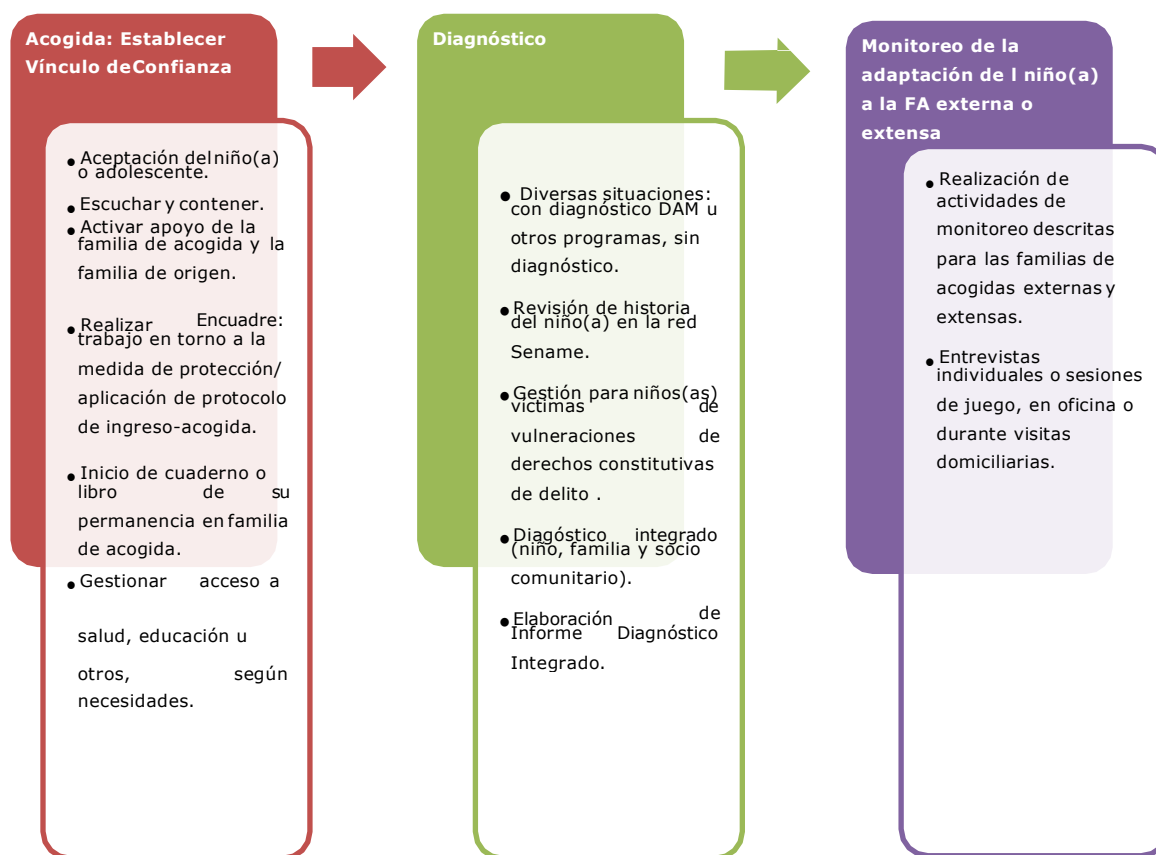 Acogida: Establecer
Vínculo deConfianza
● Aceptación delniño(a)
o adolescente.
● Escuchar y contener.
● Activar apoyo de la
familia de acogida y la
familia de origen.
● Realizar Encuadre:
trabajo en torno a la
medida de protección/
aplicación de protocolo
de ingreso-acogida.
● Inicio de cuaderno o
libro de su
permanencia en familia
de acogida.
● Gestionar acceso a
salud, educación u
otros, según
necesidades.
Diagnóstico
● Diversas situaciones:
con diagnóstico DAM u
otros programas, sin
diagnóstico.
● Revisión de historia
del niño(a) en la red
Sename.
● Gestión para niños(as)
víctimas de
vulneraciones de
derechos constitutivas
de delito .
● Diagóstico integrado
(niño, familia y socio
comunitario).
● Elaboración de
Informe Diagnóstico
Integrado.
Monitoreo de la
adaptación de l niño(a)
a la FA externa o
extensa
● Realización de
actividades de
monitoreo descritas
para las familias de
acogidas externas y
extensas.
● Entrevistas
individuales o sesiones
de juego, en oficina o
durante visitas
domiciliarias.